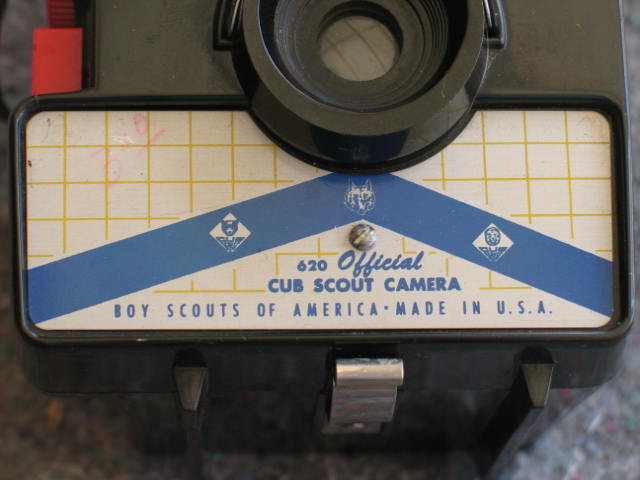 620 Official
CUB SCOUT CAMERA
BOY SCOUTS OF AMERICA • MADE IN U.S.A.